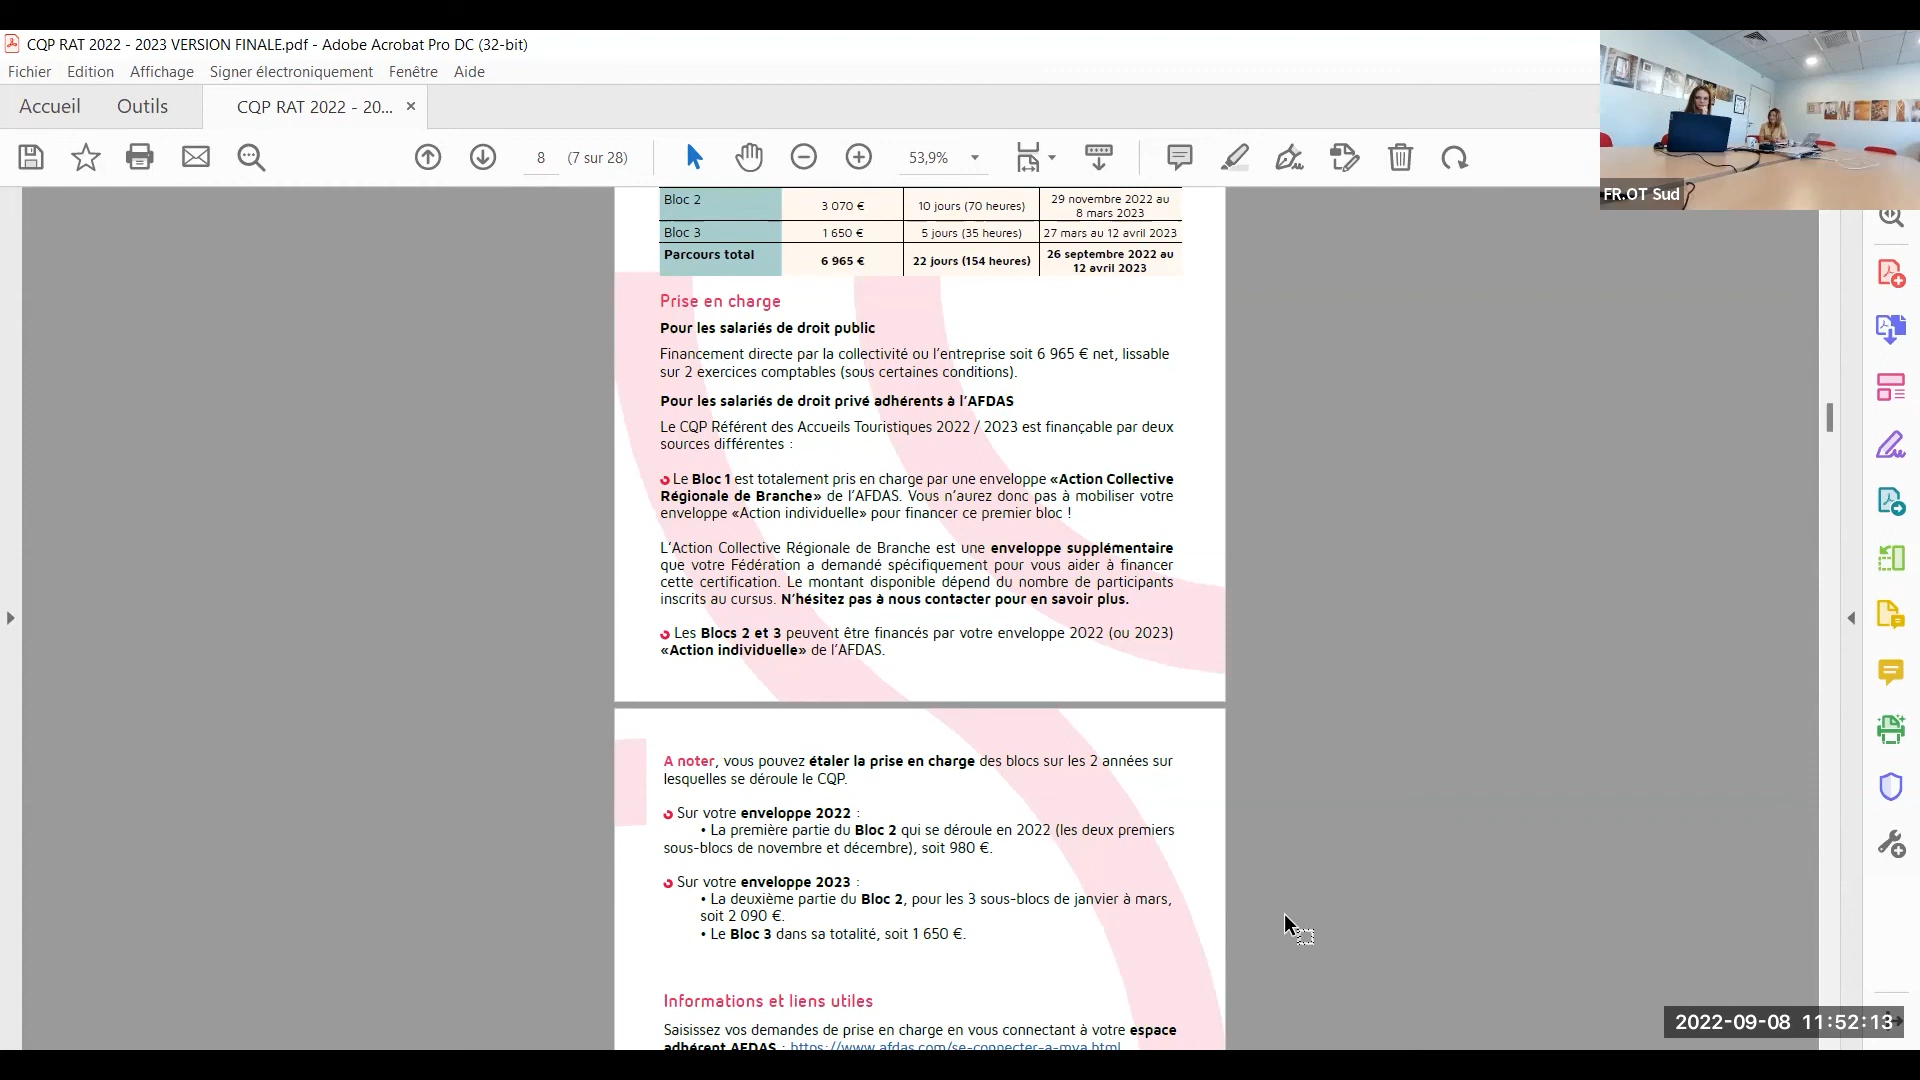 CQP RAT 2022 - 2023 VERSION FINALE.pdf - Adobe Acrobat Pro DC (32-bit)
Fichier Edition Affichage Signer électroniquement Fenêtre Aide
Accueil Outils CQP RAT 2022 - 20... ×
8 (7 sur 28) 53,9%
FR.OT Sud
Bloc 2 3 070 € 10 jours (70 heures) 29 novembre 2022 au
8 mars 2023
Bloc 3 1 650 € 5 jours (35 heures) 27 mars au 12 avril 2023
Parcours total 6 965 € 22 jours (154 heures) 26 septembre 2022 au
12 avril 2023
Prise en charge
Pour les salariés de droit public
Financement directe par la collectivité ou l'entreprise soit 6 965 € net, lissable
sur 2 exercices comptables (sous certaines conditions).
Pour les salariés de droit privé adhérents à l'AFDAS
Le CQP Référent des Accueils Touristiques 2022 / 2023 est finançable par deux
sources différentes :
Le Bloc 1 est totalement pris en charge par une enveloppe «Action Collective
Régionale de Branche» de l'AFDAS. Vous n'aurez donc pas à mobiliser votre
enveloppe «Action individuelle» pour financer ce premier bloc !
L'Action Collective Régionale de Branche est une enveloppe supplémentaire
que votre Fédération a demandé spécifiquement pour vous aider à financer
cette certification. Le montant disponible dépend du nombre de participants
inscrits au cursus. N'hésitez pas à nous contacter pour en savoir plus.
Les Blocs 2 et 3 peuvent être financés par votre enveloppe 2022 (ou 2023)
«Action individuelle» de l'AFDAS.
A noter, vous pouvez étaler la prise en charge des blocs sur les 2 années sur
lesquelles se déroule le CQP.
Sur votre enveloppe 2022 :
• La première partie du Bloc 2 qui se déroule en 2022 (les deux premiers
sous-blocs de novembre et décembre), soit 980 €.
Sur votre enveloppe 2023 :
• La deuxième partie du Bloc 2, pour les 3 sous-blocs de janvier à mars,
soit 2 090 €.
• Le Bloc 3 dans sa totalité, soit 1 650 €.
Informations et liens utiles
Saisissez vos demandes de prise en charge en vous connectant à votre espace
adhérent AFDAS : https://www.afdas.com/se-connecter-a-mya.html
2022-09-08 11:52:13